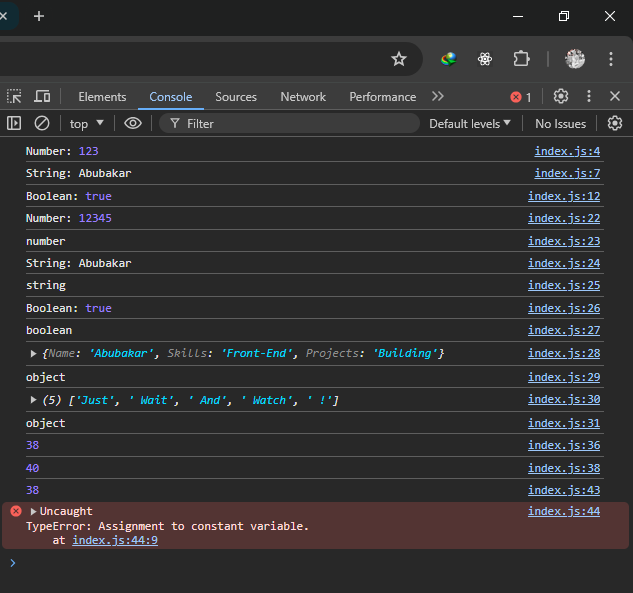 Elements Console Sources Network Performance 1
top Filter Default levels No Issues
Number: 123 index.js:4
String: Abubakar index.js:7
Boolean: true index.js:12
Number: 12345 index.js:22
number index.js:23
String: Abubakar index.js:24
string index.js:25
Boolean: true index.js:26
boolean index.js:27
{Name: 'Abubakar', Skills: 'Front-End', Projects: 'Building'} index.js:28
object index.js:29
(5) ['Just', ' Wait', ' And', ' Watch', ' !'] index.js:30
object index.js:31
38 index.js:36
40 index.js:38
38 index.js:43
Uncaught index.js:44
TypeError: Assignment to constant variable.
at index.js:44:9